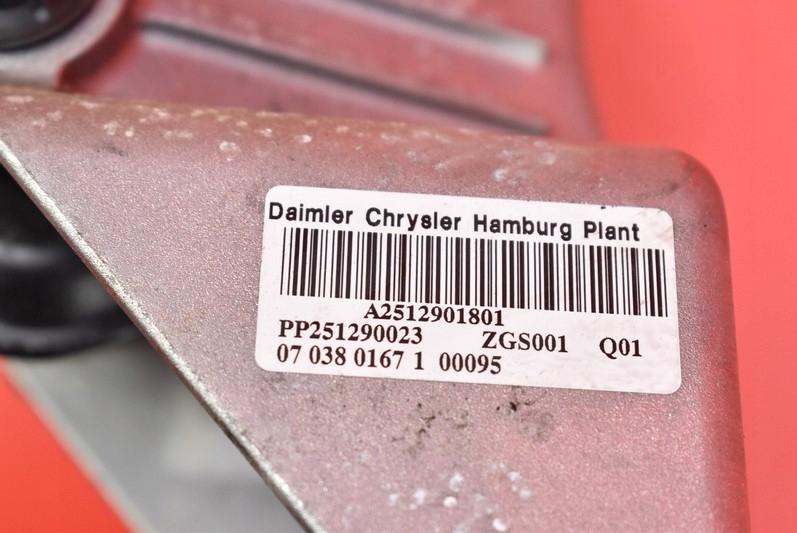 Daimler Chrysler Hamburg Plant
A2512901801
PP251290023 ZGS001 Q01
07 038 0167 1 00095